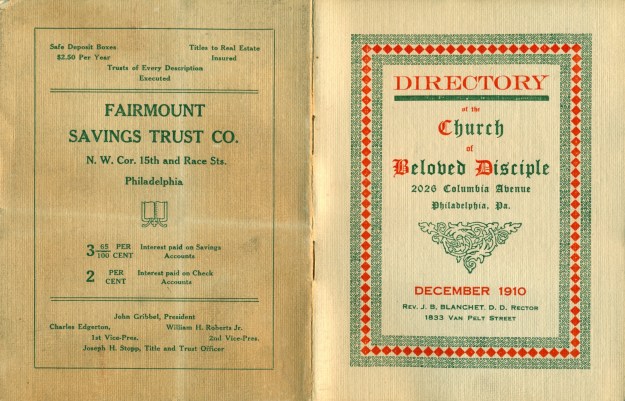 Safe Deposit Boxes
$2.50 Per Year
Titles to Real Estate
Insured
Trusts of Every Description
Executed
FAIRMOUNT
SAVINGS TRUST CO.
N. W. Cor. 15th and Race Sts.
Philadelphia
3 65/100 PER CENT Interest paid on Savings Accounts
2 PER CENT Interest paid on Check Accounts
John Gribbel, President
Charles Edgerton,
1st Vice-Pres.
William H. Roberts Jr.
2nd Vice-Pres.
Joseph H. Stopp, Title and Trust Officer
DIRECTORY
of the
Church
of
Beloved Disciple
2026 Columbia Avenue
Philadelphia, Pa.
DECEMBER 1910
REV. J. B. BLANCHET, D. D. RECTOR
1833 VAN PELT STREET